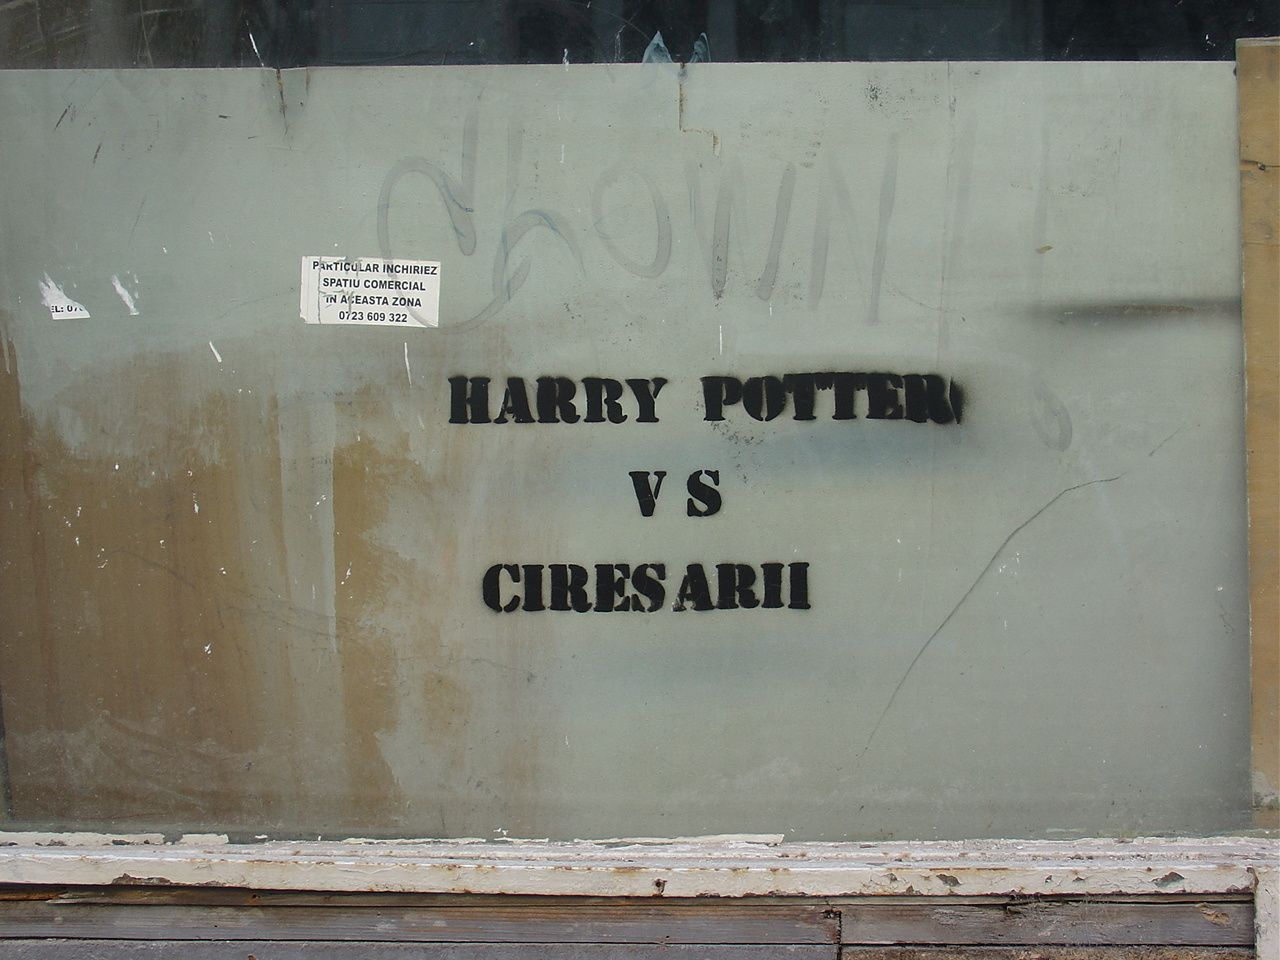 PARTICULAR INCHIRIEZ
SPATIU COMERCIAL
IN ACEASTA ZONA
0723 609 322
HARRY POTTER
VS
CIRESARII